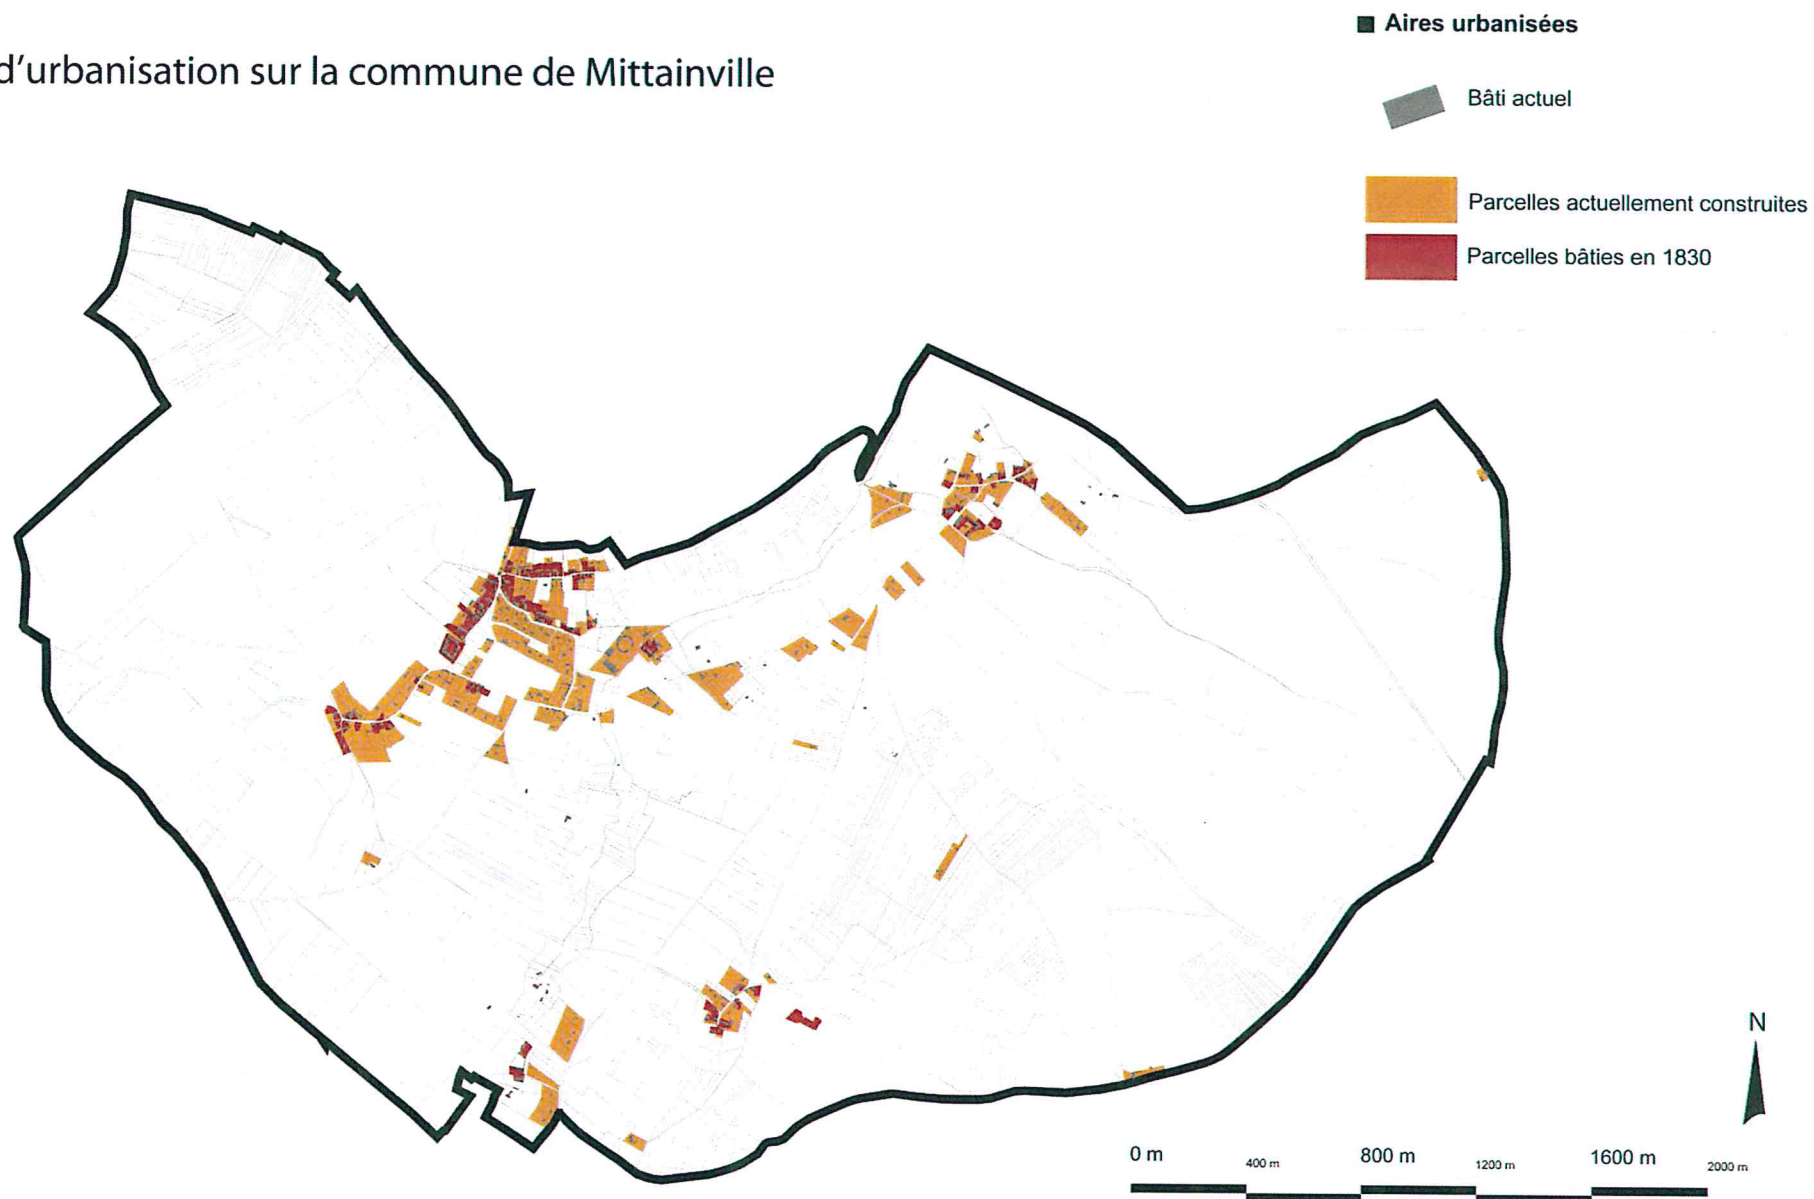 d'urbanisation sur la commune de Mittainville
Aires urbanisées
Bâti actuel
Parcelles actuellement construites
Parcelles bâties en 1830
N
0 m
400 m
800 m
1200 m
1600 m
2000 m